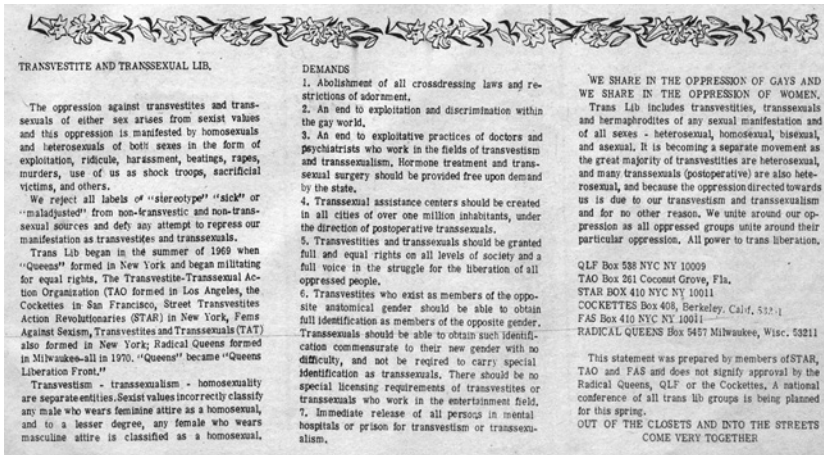 TRANSVESTITE AND TRANSSEXUAL LIB.
The oppression against transvestites and trans-
sexuals of either sex arises from sexist values
and this oppression is manifested by homosexuals
and heterosexuals of both sexes in the form of
exploitation, ridicule, harassment, beatings, rapes,
murders, use of us as shock troops, sacrificial
victims, and others.
We reject all labels of "stereotype" "sick" or
"maladjusted" from non-transvestic and non-trans-
sexual sources and defy any attempt to repress our
manifestation as transvestites and transsexuals.
Trans Lib began in the summer of 1969 when
"Queens" formed in New York and began militating
for equal rights. The Transvestite-Transsexual Ac-
tion Organization (TAO formed in Los Angeles, the
Cockettes in San Francisco, Street Transvestites
Action Revolutionaries (STAR) in New York, Fems
Against Sexism, Transvestites and Transsexuals (TAT)
also formed in New York; Radical Queens formed
in Milwaukee-all in 1970. "Queens" became "Queens
Liberation Front."
Transvestism - transsexualism - homosexuality
are separate entities. Sexist values incorrectly classify
any male who wears feminine attire as a homosexual,
and to a lesser degree, any female who wears
masculine attire is classified as a homosexual.
DEMANDS
1. Abolishment of all crossdressing laws and re-
strictions of adornment.
2. An end to exploitation and discrimination within
the gay world.
3. An end to exploitative practices of doctors and
psychiatrists who work in the fields of transvestism
and transsexualism. Hormone treatment and trans-
sexual surgery should be provided free upon demand
by the state.
4. Transsexual assistance centers should be created
in all cities of over one million inhabitants, under
the direction of postoperative transsexuals.
5. Transvestities and transsexuals should be granted
full and equal rights on all levels of society and a
full voice in the struggle for the liberation of all
oppressed people.
6. Transvestites who exist as members of the oppo-
site anatomical gender should be able to obtain
full identification as members of the opposite gender.
Transsexuals should be able to obtain such identifi-
cation commensurate to their new gender with no
difficulty, and not be reqired to carry special
identification as transsexuals. There should be no
special licensing requirements of transvestites or
transsexuals who work in the entertainment field.
7. Immediate release of all persons in mental
hospitals or prison for transvestism or transsexu-
alism.
WE SHARE IN THE OPPRESSION OF GAYS AND
WE SHARE IN THE OPPRESSION OF WOMEN.
Trans Lib includes transvestities, transsexuals
and hermaphrodites of any sexual manifestation and
of all sexes - heterosexual, homosexual, bisexual,
and asexual. It is becoming a separate movement as
the great majority of transvestities are heterosexual,
and many transsexuals (postoperative) are also hete-
rosexual, and because the oppression directed towards
us is due to our transvestism and transsexualism
and for no other reason. We unite around our op-
pression as all oppressed groups unite around their
particular oppression. All power to trans liberation.
QLF Box 538 NYC NY 10009
TAO Box 261 Coconut Grove, Fla.
STAR BOX 410 NYC NY 10011
COCKETTES Box 408, Berkeley, Calif.
FAS Box 410 NYC NY 10011
RADICAL QUEENS Box 5457 Milwaukee, Wisc. 53211
This statement was prepared by members of STAR,
TAO and FAS and does not signify approval by the
Radical Queens, QLF or the Cockettes. A national
conference of all trans lib groups is being planned
for this spring.
OUT OF THE CLOSETS AND INTO THE STREETS
COME VERY TOGETHER